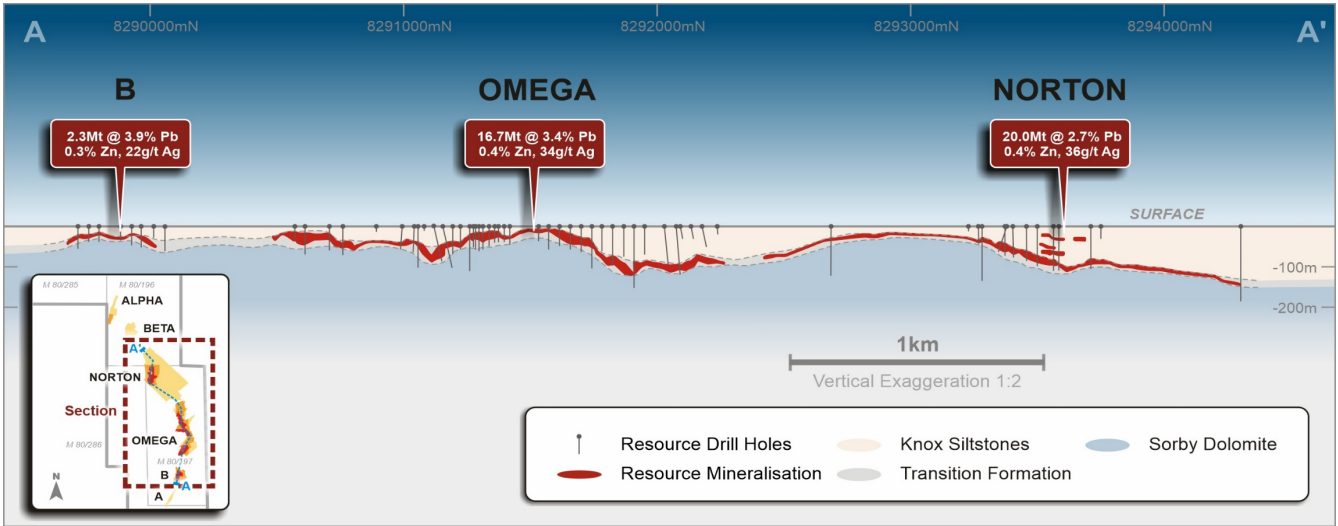 A
8290000mN
8291000mN
8292000mN
8293000mN
8294000mN
A'
B
OMEGA
NORTON
2.3Mt @ 3.9% Pb
0.3% Zn, 22g/t Ag
16.7Mt @ 3.4% Pb
0.4% Zn, 34g/t Ag
20.0Mt @ 2.7% Pb
0.4% Zn, 36g/t Ag
SURFACE
-100m
-200m
M 80/285
M 80/196
ALPHA
BETA
A'
NORTON
Section
OMEGA
M 80/286
M 80/197
B
A
A
N
1km
Vertical Exaggeration 1:2
Resource Drill Holes
Knox Siltstones
Sorby Dolomite
Resource Mineralisation
Transition Formation